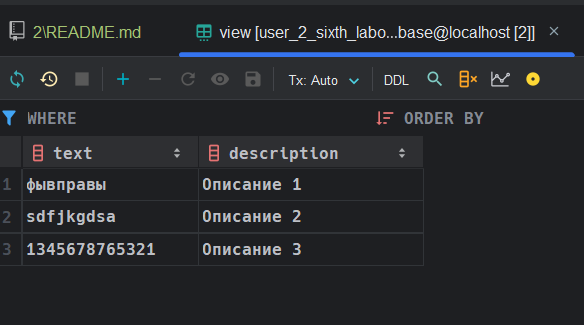 2\README.md
view [user_2_sixth_labo...base@localhost [2]]
Tx: Auto
DDL
WHERE
ORDER BY
text
description
1 фывправы Описание 1
2 sdfjkgdsa Описание 2
3 1345678765321 Описание 3